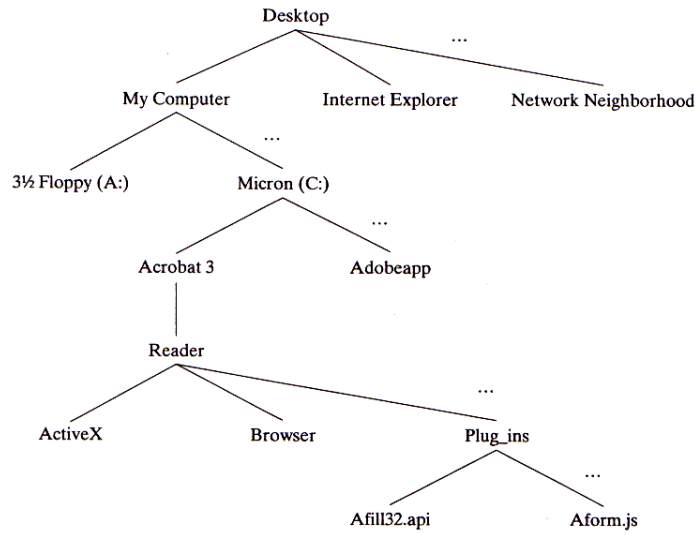 Desktop
...
My Computer
Internet Explorer
Network Neighborhood
...
3½ Floppy (A:)
Micron (C:)
...
Acrobat 3
Adobeapp
Reader
...
ActiveX
Browser
Plug_ins
...
Afill32.api
Aform.js